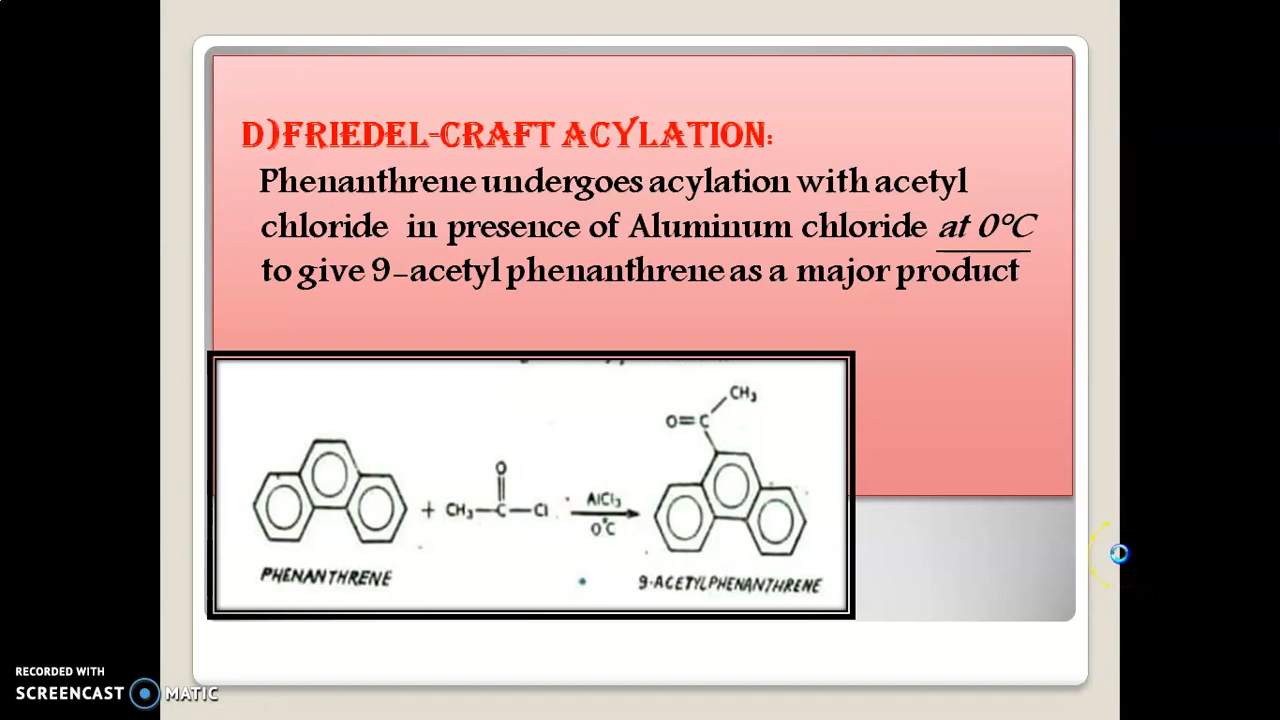 D)FRIEDEL-CRAFT ACYLATION:
Phenanthrene undergoes acylation with acetyl
chloride in presence of Aluminum chloride at 0°C
to give 9-acetyl phenanthrene as a major product
CH₃
O=C
O
+ CH₃—C—Cl
AlCl₃
0°C
PHENANTHRENE
9-ACETYLPHENANTHRENE
RECORDED WITH
SCREENCAST MATIC